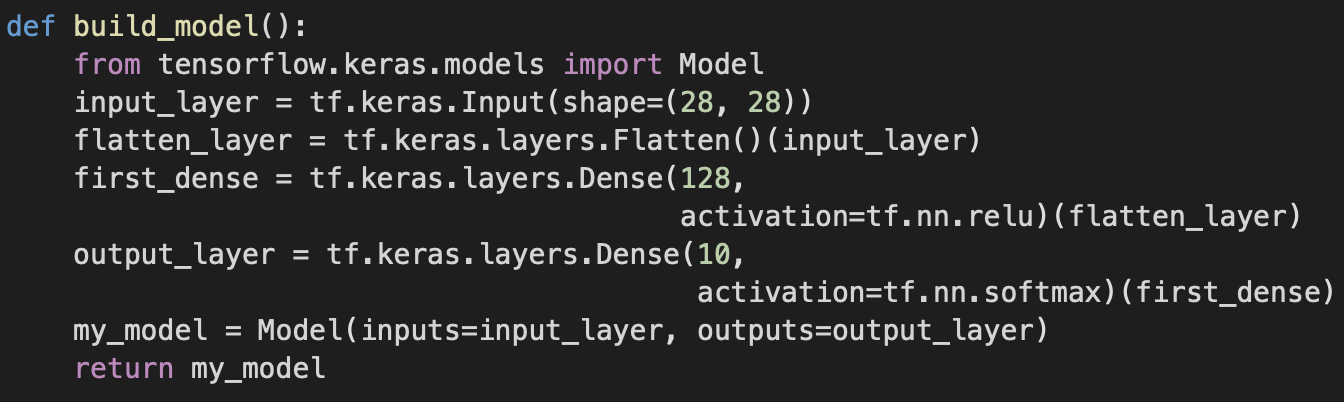 def build_model():
    from tensorflow.keras.models import Model
    input_layer = tf.keras.Input(shape=(28, 28))
    flatten_layer = tf.keras.layers.Flatten()(input_layer)
    first_dense = tf.keras.layers.Dense(128,
                                        activation=tf.nn.relu)(flatten_layer)
    output_layer = tf.keras.layers.Dense(10,
                                         activation=tf.nn.softmax)(first_dense)
    my_model = Model(inputs=input_layer, outputs=output_layer)
    return my_model